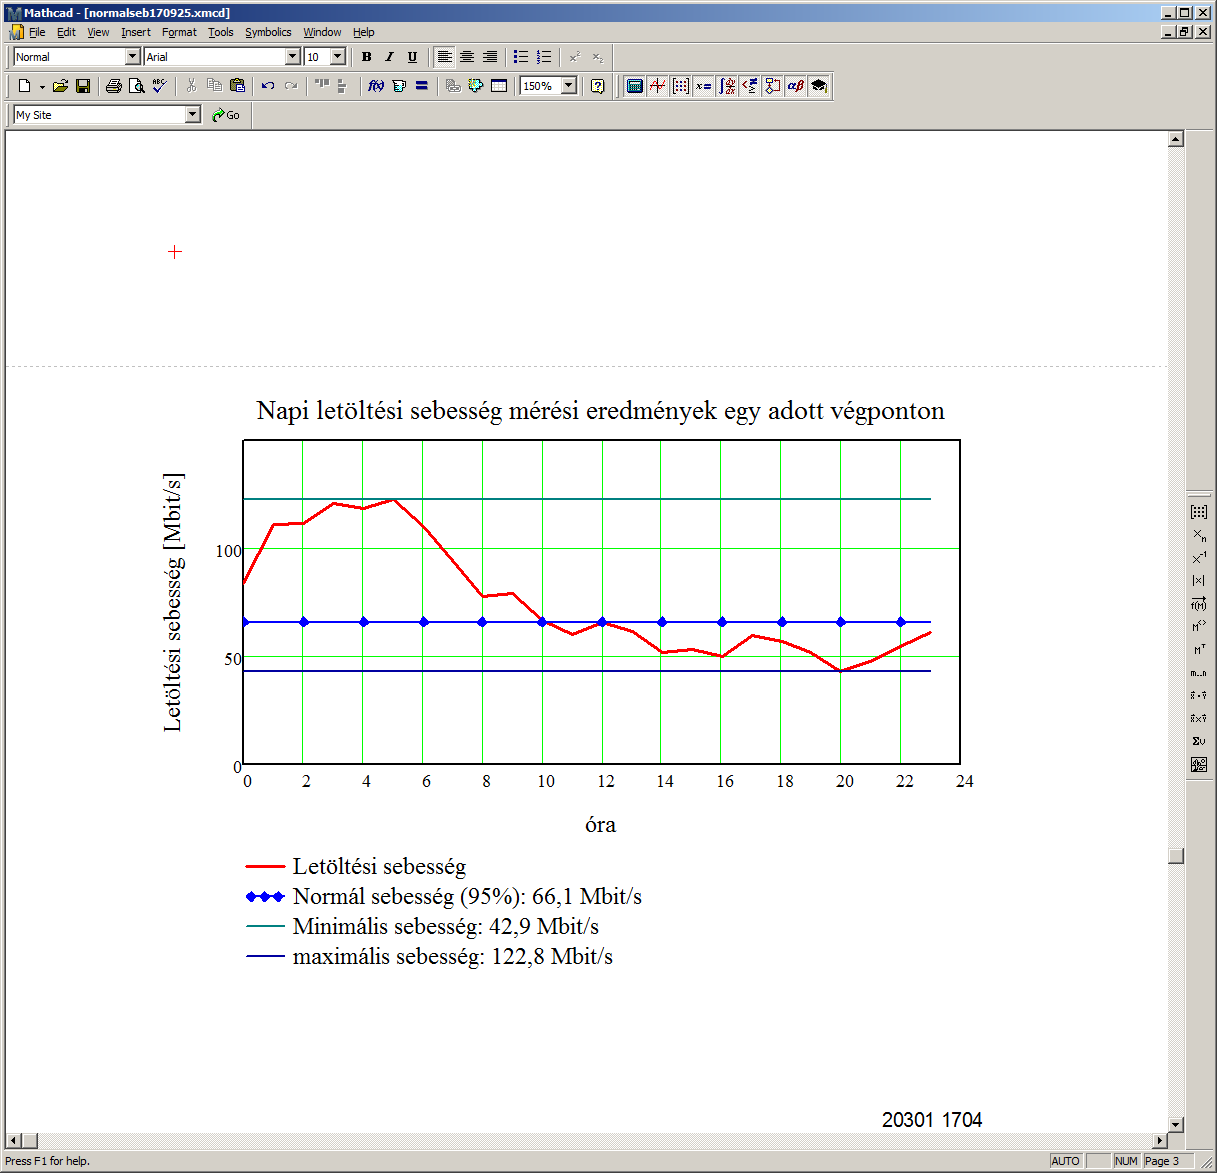 Mathcad - [normalseb170925.xmcd]
File Edit View Insert Format Tools Symbolics Window Help
Normal Arial 10 B I U
150%
My Site Go
Napi letöltési sebesség mérési eredmények egy adott végponton
Letöltési sebesség [Mbit/s]
100
50
0
0 2 4 6 8 10 12 14 16 18 20 22 24
óra
Letöltési sebesség
Normál sebesség (95%): 66,1 Mbit/s
Minimális sebesség: 42,9 Mbit/s
maximális sebesség: 122,8 Mbit/s
20301 1704
Press F1 for help. AUTO NUM Page 3